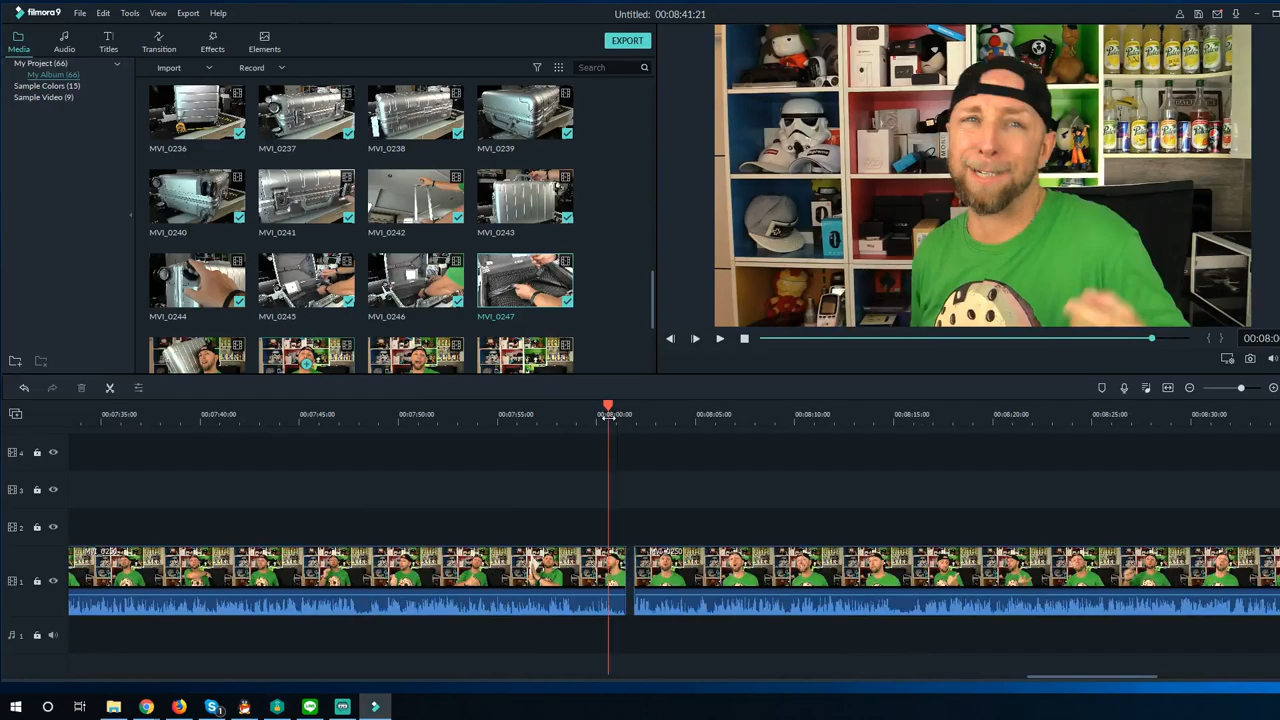 filmora9 File Edit Tools View Export Help Untitled: 00:08:41:21
Media Audio Titles Transition Effects Elements EXPORT
My Project (66)
My Album (66)
Sample Colors (15)
Sample Video (9)
Import Record Search
MVI_0236 MVI_0237 MVI_0238 MVI_0239
MVI_0240 MVI_0241 MVI_0242 MVI_0243
MVI_0244 MVI_0245 MVI_0246 MVI_0247
00:08:0
00:07:35:00 00:07:40:00 00:07:45:00 00:07:50:00 00:07:55:00 00:08:00:00 00:08:05:00 00:08:10:00 00:08:15:00 00:08:20:00 00:08:25:00 00:08:30:00
4
3
2
1
1